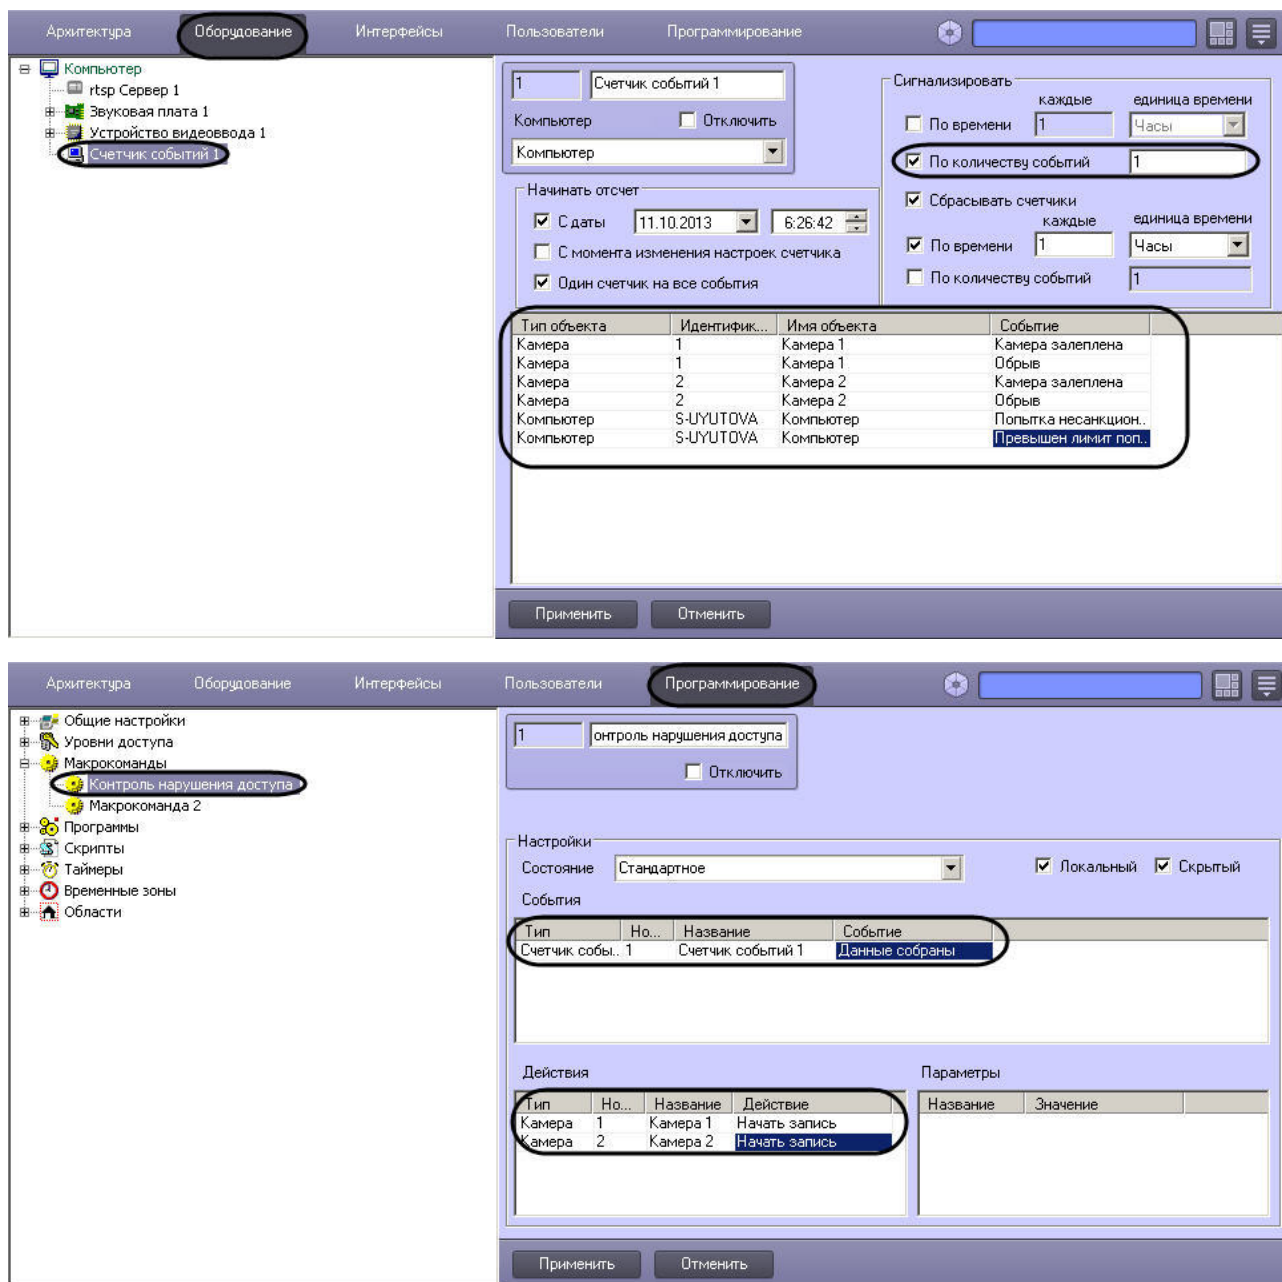 Архитектура Оборудование Интерфейсы Пользователи Программирование
Компьютер
rtsp Сервер 1
Звуковая плата 1
Устройство видеоввода 1
Счетчик событий 1
1 Счетчик событий 1
Компьютер Отключить
Компьютер
Начинать отсчет
С даты 11.10.2013 6:26:42
С момента изменения настроек счетчика
Один счетчик на все события
Сигнализировать
каждые единица времени
По времени 1 Часы
По количеству событий 1
Сбрасывать счетчики
каждые единица времени
По времени 1 Часы
По количеству событий 1
Тип объекта Идентифик... Имя объекта Событие
Камера 1 Камера 1 Камера залеплена
Камера 1 Камера 1 Обрыв
Камера 2 Камера 2 Камера залеплена
Камера 2 Камера 2 Обрыв
Компьютер S-UYUTOVA Компьютер Попытка несанкцион..
Компьютер S-UYUTOVA Компьютер Превышен лимит поп..
Применить Отменить
Архитектура Оборудование Интерфейсы Пользователи Программирование
Общие настройки
Уровни доступа
Макрокоманды
Контроль нарушения доступа
Макрокоманда 2
Программы
Скрипты
Таймеры
Временные зоны
Области
1 онтроль нарушения доступа
Отключить
Настройки
Состояние Стандартное Локальный Скрытый
События
Тип Но... Название Событие
Счетчик собы.. 1 Счетчик событий 1 Данные собраны
Действия
Тип Но... Название Действие
Камера 1 Камера 1 Начать запись
Камера 2 Камера 2 Начать запись
Параметры
Название Значение
Применить Отменить